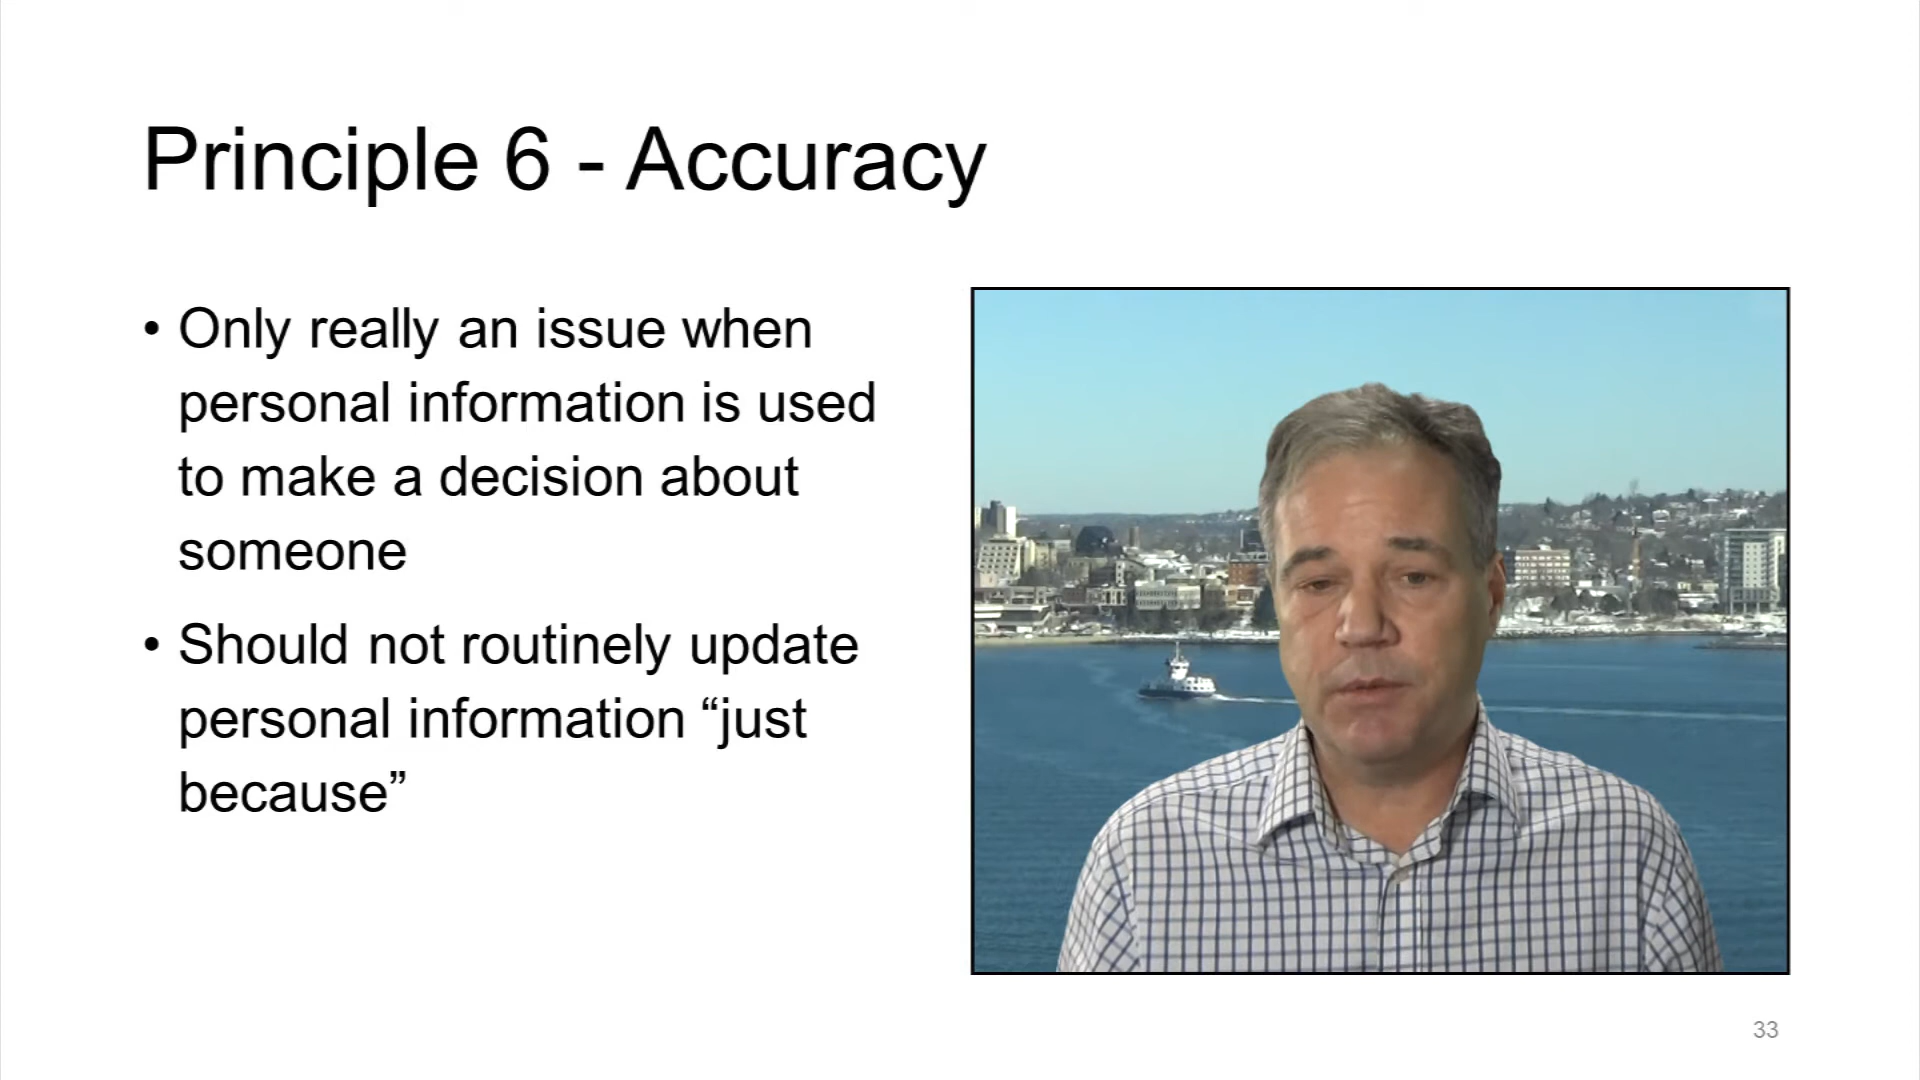 Principle 6 - Accuracy
• Only really an issue when
personal information is used
to make a decision about
someone
• Should not routinely update
personal information “just
because”
33